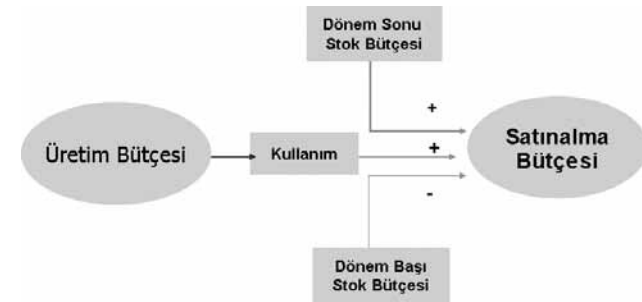 Dönem Sonu
Stok Bütçesi
+
Üretim Bütçesi
Kullanım
+
Satınalma
Bütçesi
-
Dönem Başı
Stok Bütçesi